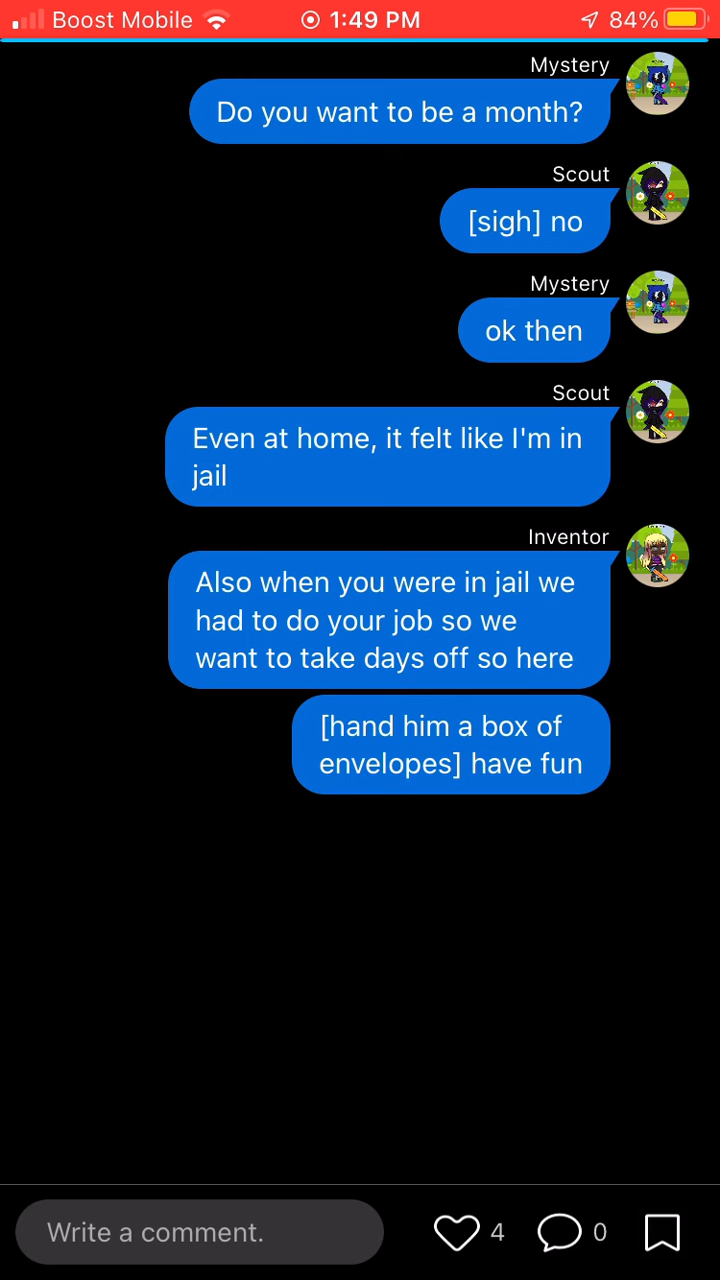 Boost Mobile 1:49 PM 84%
Mystery
Do you want to be a month?
Scout
[sigh] no
Mystery
ok then
Scout
Even at home, it felt like I'm in
jail
Inventor
Also when you were in jail we
had to do your job so we
want to take days off so here
[hand him a box of
envelopes] have fun
Write a comment. 4 0